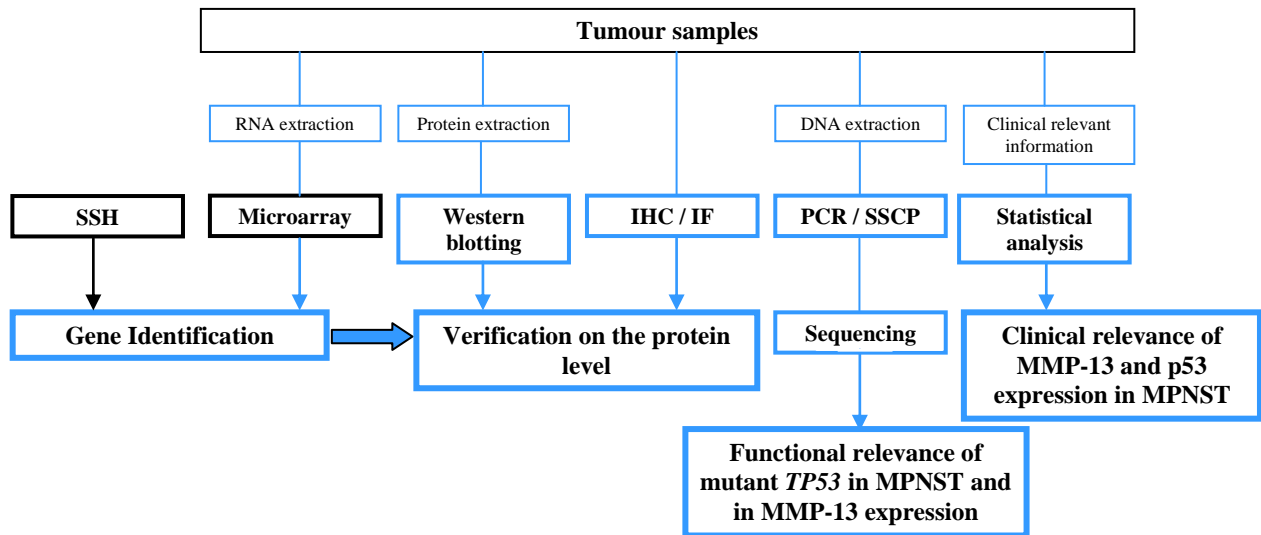 Tumour samples
RNA extraction
Protein extraction
DNA extraction
Clinical relevant
information
SSH
Microarray
Western
blotting
IHC / IF
PCR / SSCP
Statistical
analysis
Gene Identification
Verification on the protein
level
Sequencing
Clinical relevance of
MMP-13 and p53
expression in MPNST
Functional relevance of
mutant TP53 in MPNST and
in MMP-13 expression